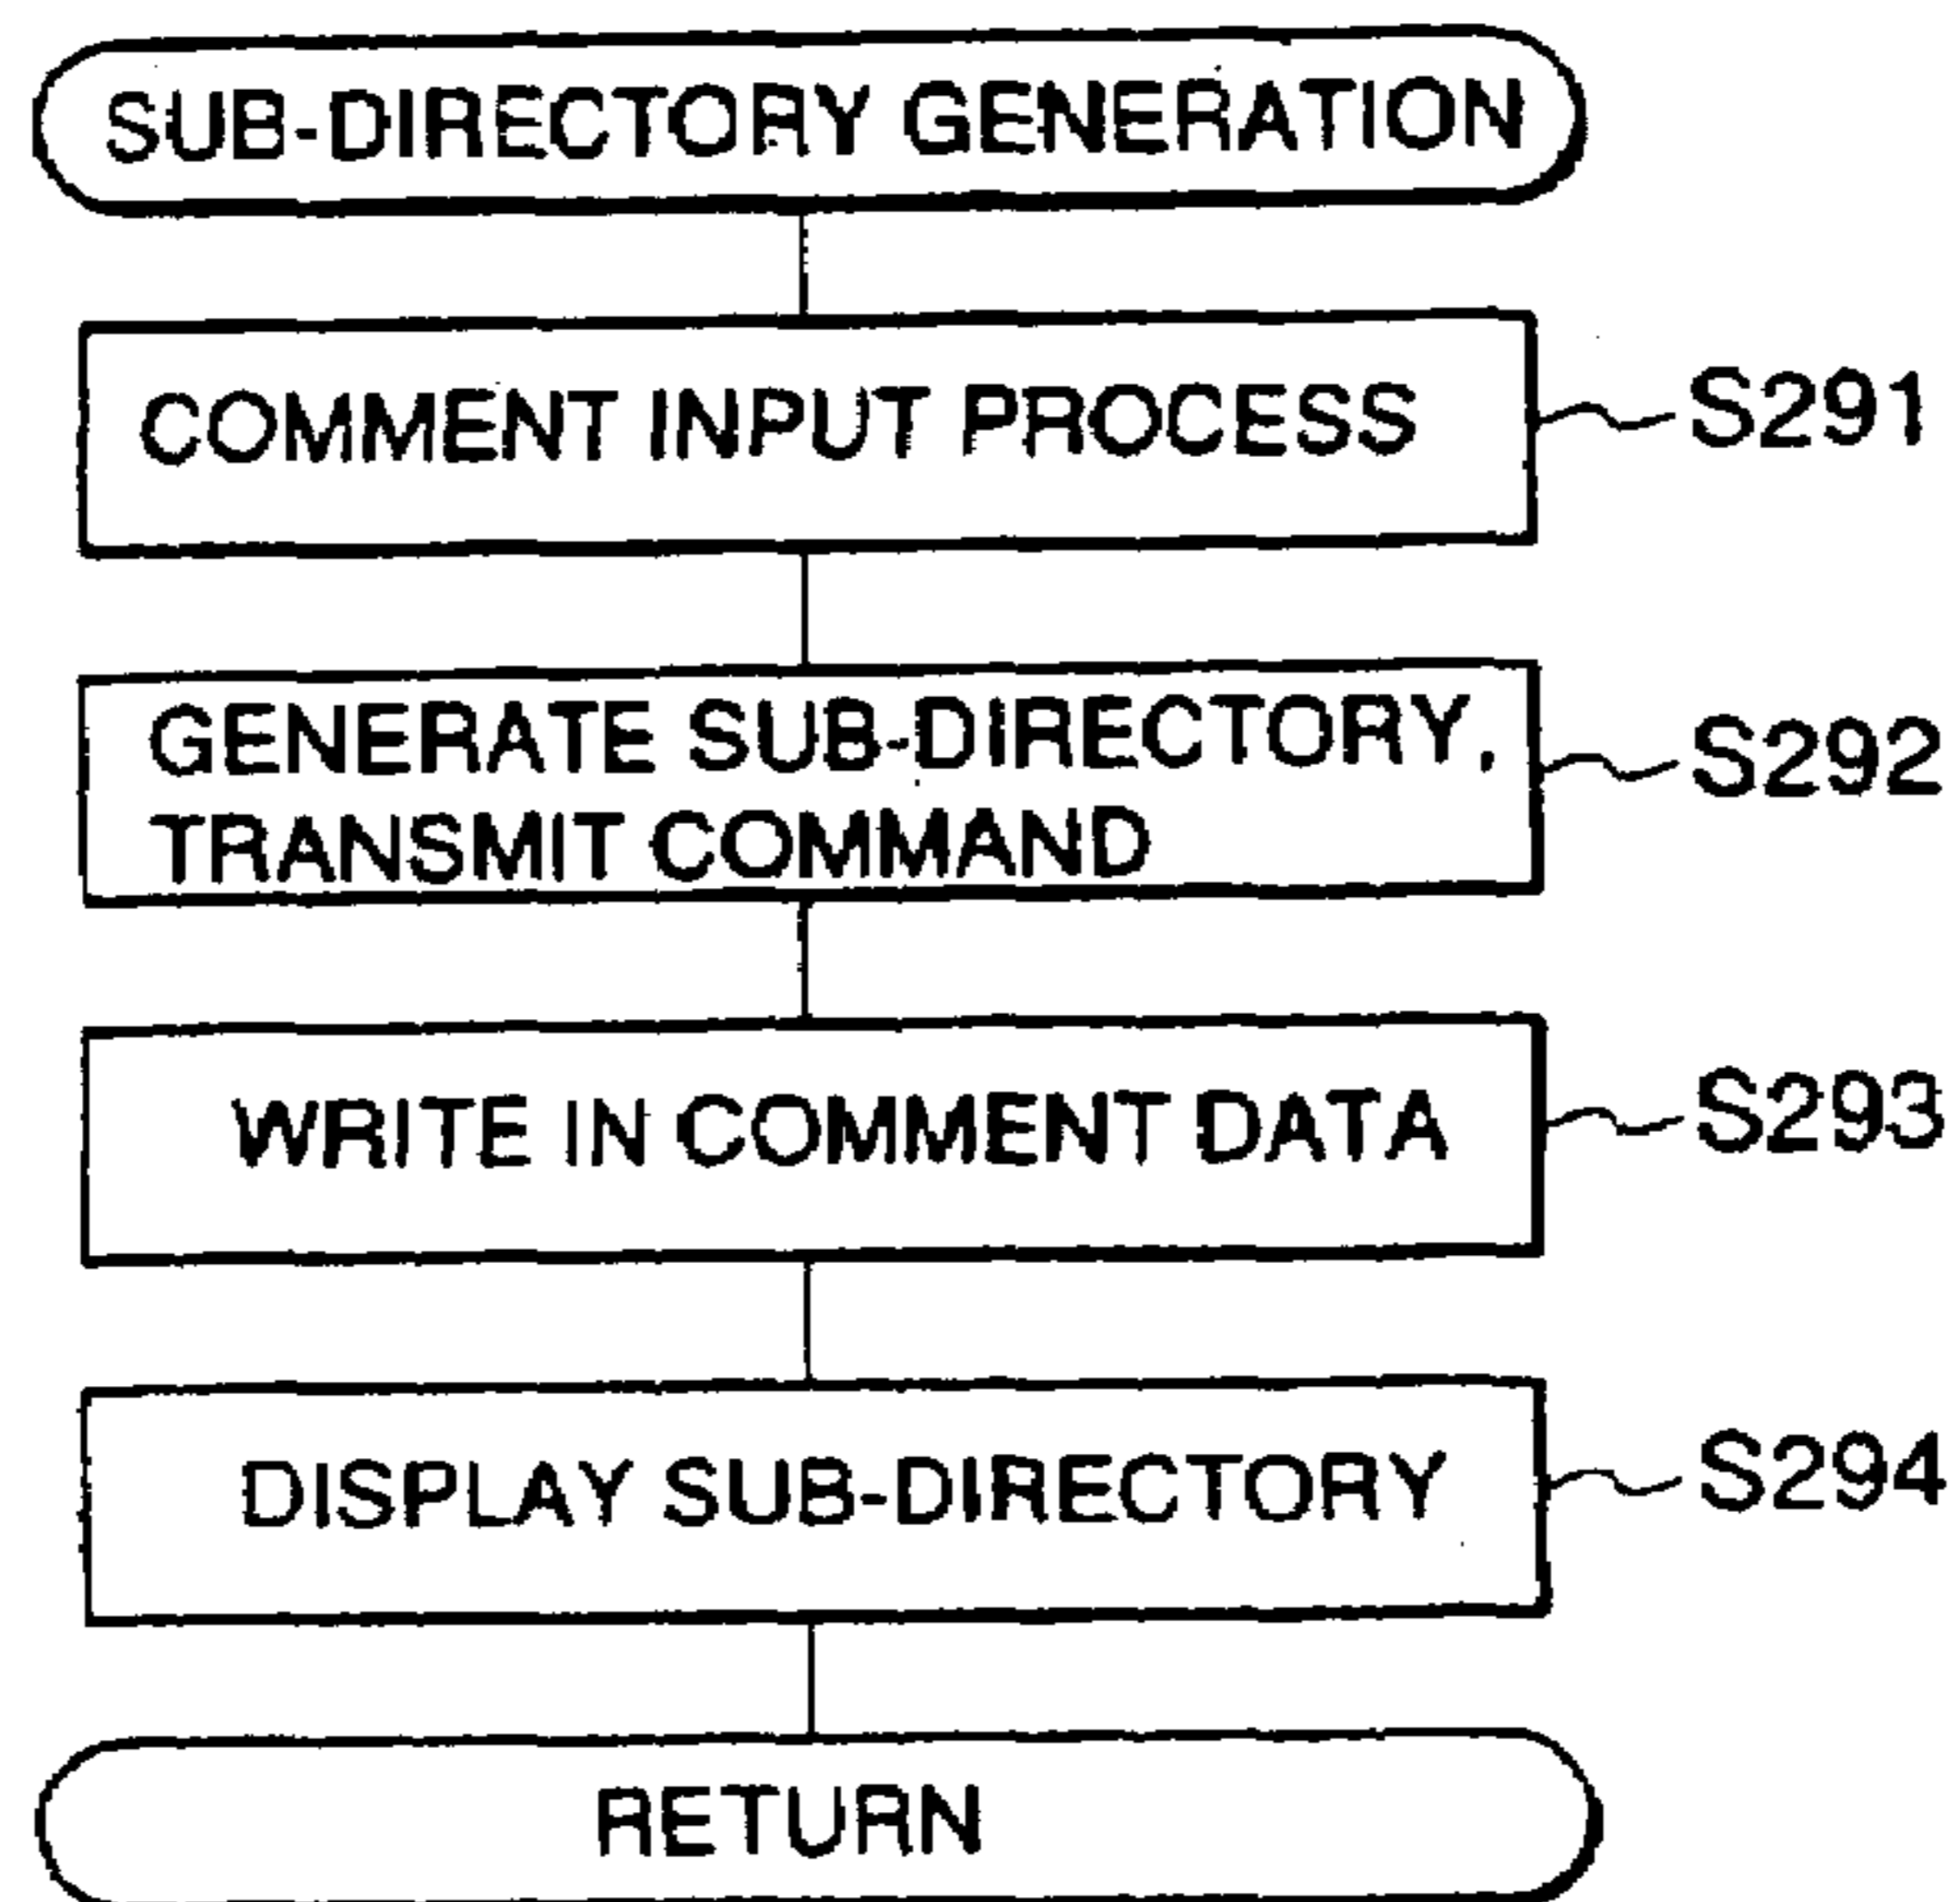 SUB-DIRECTORY GENERATION
COMMENT INPUT PROCESS
S291
GENERATE SUB-DIRECTORY,
TRANSMIT COMMAND
S292
WRITE IN COMMENT DATA
S293
DISPLAY SUB-DIRECTORY
S294
RETURN